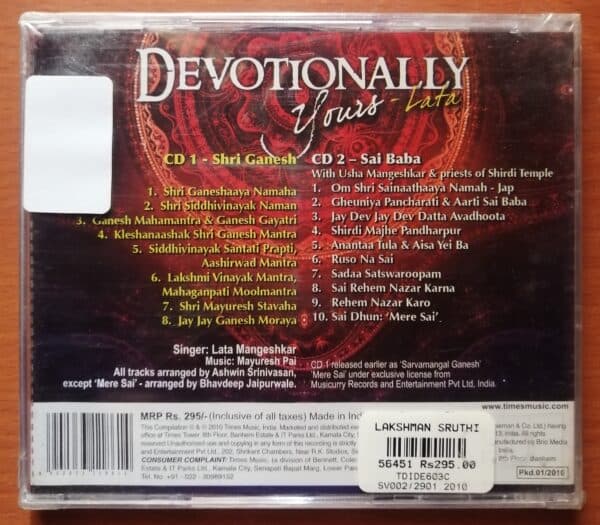 DEVOTIONALLY
Yours - Lata
CD 1 - Shri Ganesh
1. Shri Ganeshaaya Namaha
2. Shri Siddhivinayak Naman
3. Ganesh Mahamantra & Ganesh Gayatri
4. Kleshanaashak Shri Ganesh Mantra
5. Siddhivinayak Santati Prapti,
Aashirwad Mantra
6. Lakshmi Vinayak Mantra,
Mahaganpati Moolmantra
7. Shri Mayuresh Stavaha
8. Jay Jay Ganesh Moraya
Singer: Lata Mangeshkar
Music: Mayuresh Pai
All tracks arranged by Ashwin Srinivasan,
except 'Mere Sai' - arranged by Bhavdeep Jaipurwale.
CD 2 – Sai Baba
With Usha Mangeshkar & priests of Shirdi Temple
1. Om Shri Sainaathaaya Namah - Jap
2. Gheuniya Pancharati & Aarti Sai Baba
3. Jay Dev Jay Dev Datta Avadhoota
4. Shirdi Majhe Pandharpur
5. Anantaa Tula & Aisa Yei Ba
6. Ruso Na Sai
7. Sadaa Satswaroopam
8. Sai Rehem Nazar Karna
9. Rehem Nazar Karo
10. Sai Dhun: 'Mere Sai'
CD 1 released earlier as 'Sarvamangal Ganesh'
'Mere Sai' under exclusive license from
Musicurry Records and Entertainment Pvt Ltd, India.
www.timesmusic.com
MRP Rs. 295/-(Inclusive of all taxes) Made in
This Compilation ℗ & © 2010 Times Music, India.
CONSUMER COMPLAINT: Times Music
LAKSHMAN SRUTHI
56451 Rs295.00
TDIDE603C
SV002/2901 2010
Pkd.01/2010